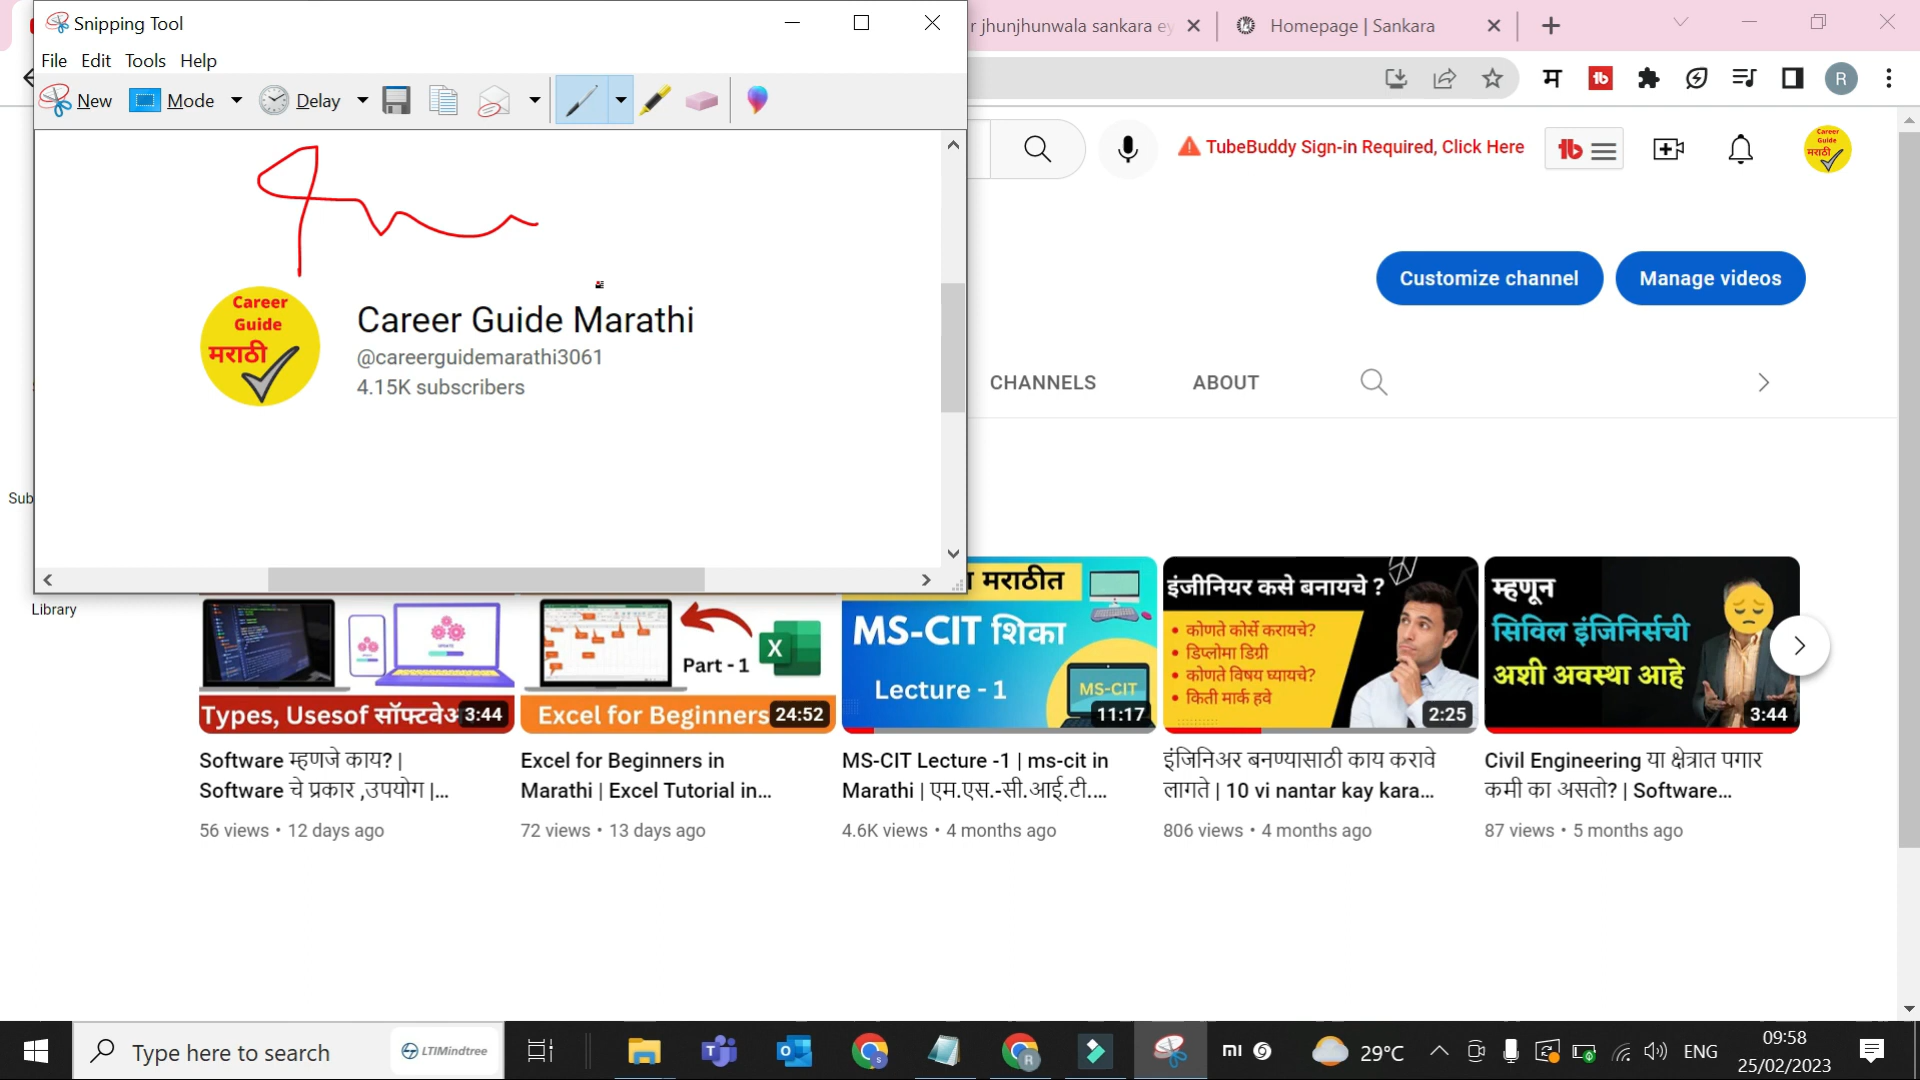 Snipping Tool
File Edit Tools Help
New Mode Delay
r jhunjhunwala sankara ey
Homepage | Sankara
R
TubeBuddy Sign-in Required, Click Here
Career
Guide
मराठी
Customize channel
Manage videos
Career
Guide
मराठी
Career Guide Marathi
@careerguidemarathi3061
4.15K subscribers
CHANNELS ABOUT
Sub
Library
Types, Usesof सॉफ्टवेअ 3:44
Part - 1
Excel for Beginners 24:52
मराठीत
MS-CIT शिका
Lecture - 1
MS-CIT
11:17
इंजीनियर कसे बनायचे ?
• कोणते कोर्से करायचे?
• डिप्लोमा डिग्री
• कोणते विषय घ्यायचे?
• किती मार्क हवे
2:25
म्हणून
सिविल इंजिनिर्सची
अशी अवस्था आहे
3:44
Software म्हणजे काय? |
Software चे प्रकार ,उपयोग |...
56 views • 12 days ago
Excel for Beginners in
Marathi | Excel Tutorial in...
72 views • 13 days ago
MS-CIT Lecture -1 | ms-cit in
Marathi | एम.एस.-सी.आई.टी....
4.6K views • 4 months ago
इंजिनिअर बनण्यासाठी काय करावे
लागते | 10 vi nantar kay kara...
806 views • 4 months ago
Civil Engineering या क्षेत्रात पगार
कमी का असतो? | Software...
87 views • 5 months ago
Type here to search
LTIMindtree
29°C
ENG
09:58
25/02/2023